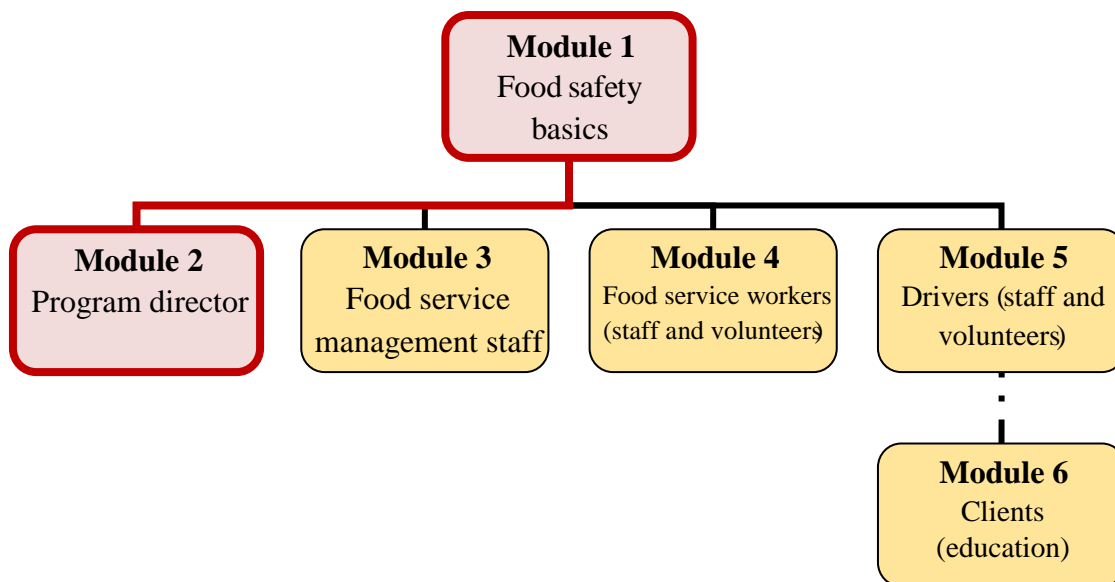 Module 1
Food safety
basics
Module 2
Program director
Module 3
Food service
management staff
Module 4
Food service workers
(staff and volunteers)
Module 5
Drivers (staff and
volunteers)
Module 6
Clients
(education)